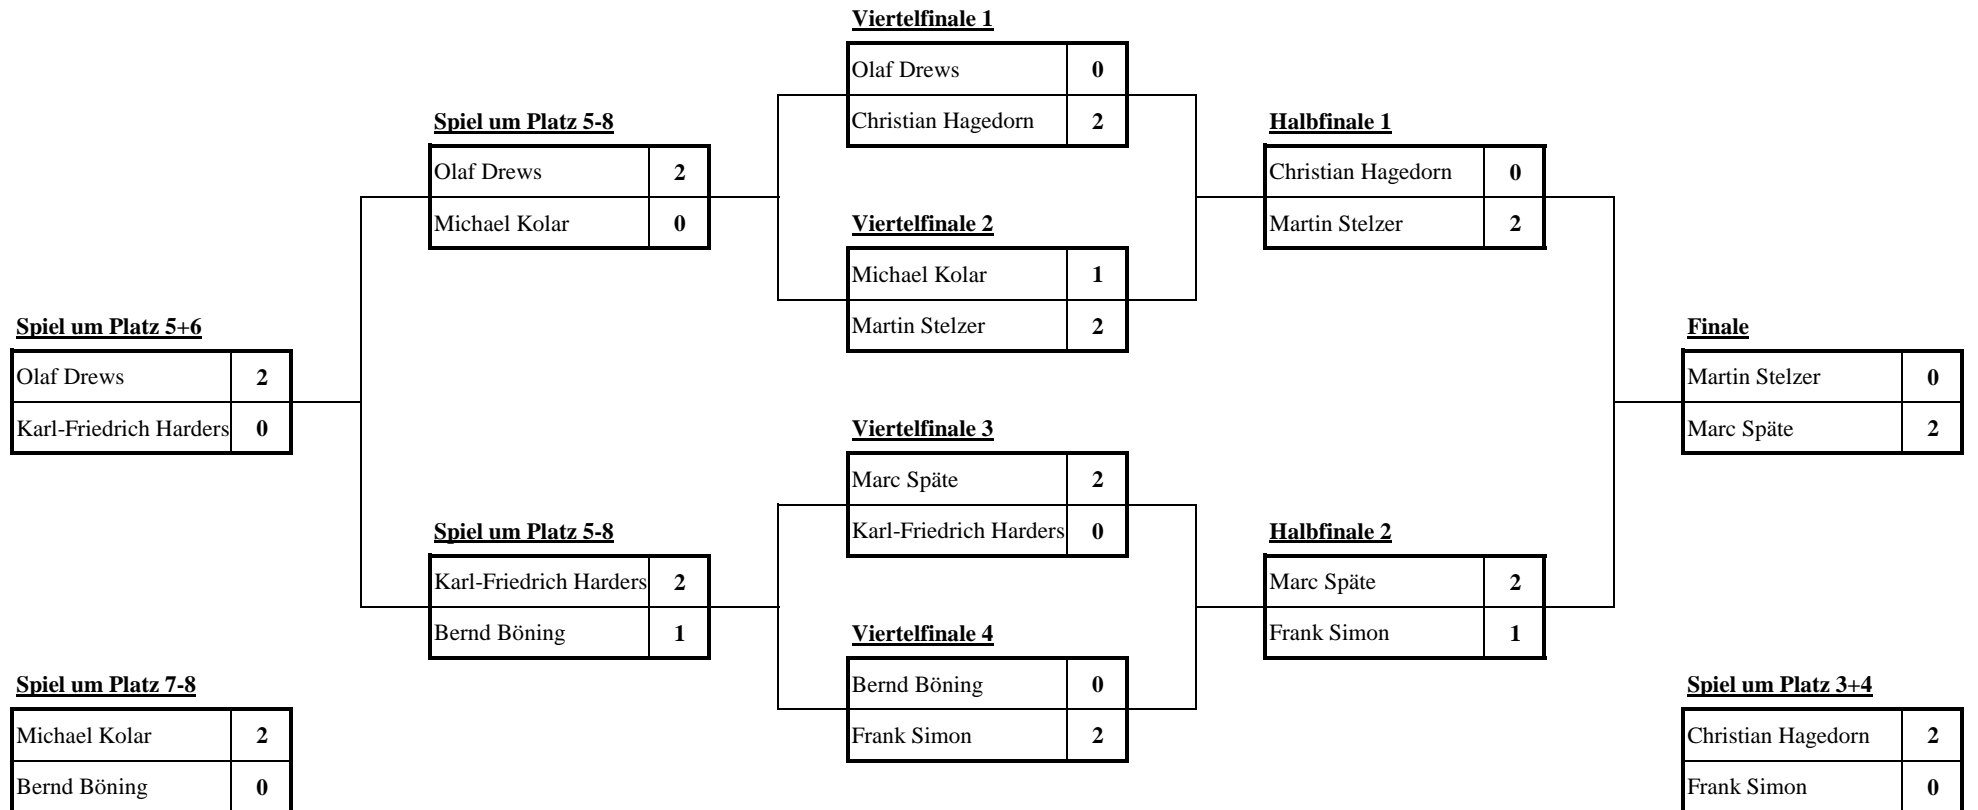 Viertelfinale 1
Olaf Drews 0
Christian Hagedorn 2
Spiel um Platz 5-8
Olaf Drews 2
Michael Kolar 0
Halbfinale 1
Christian Hagedorn 0
Martin Stelzer 2
Viertelfinale 2
Michael Kolar 1
Martin Stelzer 2
Spiel um Platz 5+6
Olaf Drews 2
Karl-Friedrich Harders 0
Finale
Martin Stelzer 0
Marc Späte 2
Viertelfinale 3
Marc Späte 2
Karl-Friedrich Harders 0
Spiel um Platz 5-8
Karl-Friedrich Harders 2
Bernd Böning 1
Halbfinale 2
Marc Späte 2
Frank Simon 1
Viertelfinale 4
Bernd Böning 0
Frank Simon 2
Spiel um Platz 7-8
Michael Kolar 2
Bernd Böning 0
Spiel um Platz 3+4
Christian Hagedorn 2
Frank Simon 0